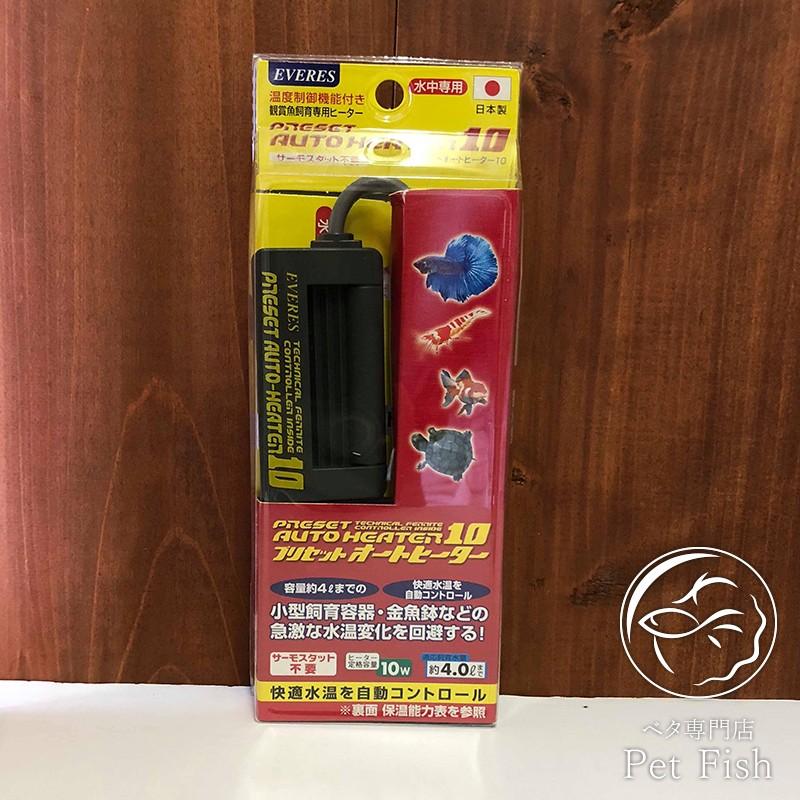 EVERES
水中専用
日本製
温度制御機能付き
観賞魚飼育専用ヒーター
PRESET
AUTO HEATER 10
サーモスタット不要
オートヒーター10
水
EVERES
TECHNICAL FERRITE
CONTROLLER INSIDE
PRESET AUTO-HEATER 10
PRESET TECHNICAL FERRITE CONTROLLER INSIDE
AUTO HEATER 10
プリセット オートヒーター
容量約4ℓまでの
快適水温を
自動コントロール
小型飼育容器・金魚鉢などの
急激な水温変化を回避する!
サーモスタット
不要
ヒーター
定格容量
10W
適応飼育水量
約4.0ℓまで
快適水温を自動コントロール
※裏面 保温能力表を参照
ベタ専門店
Pet Fish